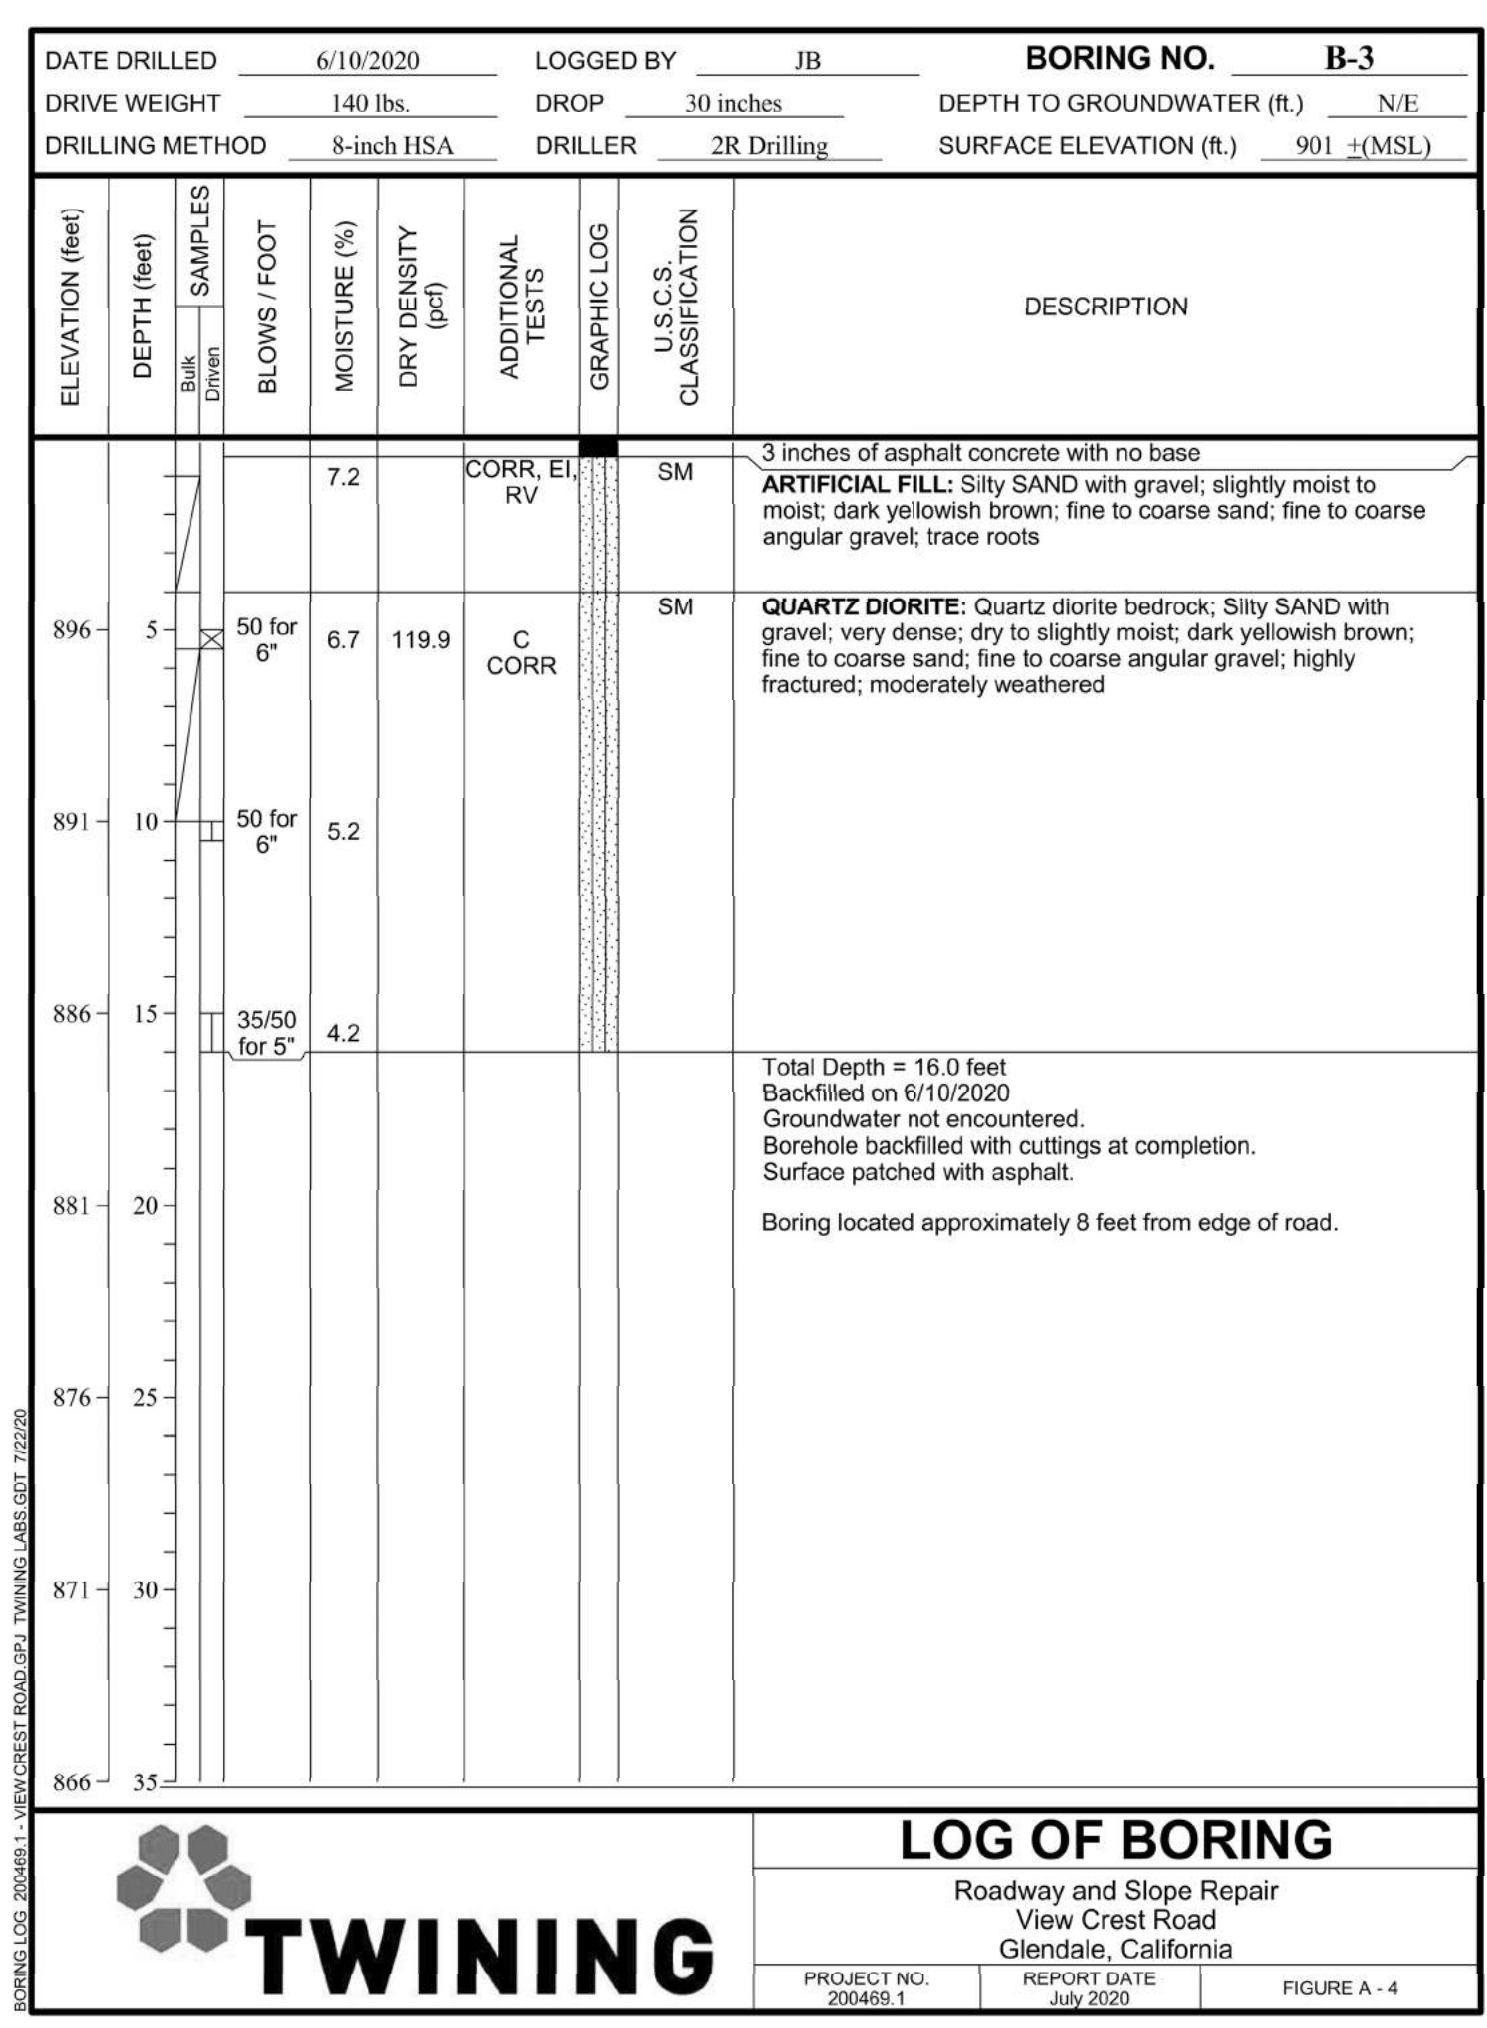 DATE DRILLED 6/10/2020 LOGGED BY JB BORING NO. B-3
DRIVE WEIGHT 140 lbs. DROP 30 inches DEPTH TO GROUNDWATER (ft.) N/E
DRILLING METHOD 8-inch HSA DRILLER 2R Drilling SURFACE ELEVATION (ft.) 901 ±(MSL)
ELEVATION (feet)
DEPTH (feet)
SAMPLES
Bulk
Driven
BLOWS / FOOT
MOISTURE (%)
DRY DENSITY
(pcf)
ADDITIONAL
TESTS
GRAPHIC LOG
U.S.C.S.
CLASSIFICATION
DESCRIPTION
3 inches of asphalt concrete with no base
7.2 CORR, EI, SM
RV
ARTIFICIAL FILL: Silty SAND with gravel; slightly moist to
moist; dark yellowish brown; fine to coarse sand; fine to coarse
angular gravel; trace roots
896 5 50 for 6.7 119.9 C SM
6" CORR
QUARTZ DIORITE: Quartz diorite bedrock; Silty SAND with
gravel; very dense; dry to slightly moist; dark yellowish brown;
fine to coarse sand; fine to coarse angular gravel; highly
fractured; moderately weathered
891 10 50 for 5.2
6"
886 15 35/50 4.2
for 5"
Total Depth = 16.0 feet
Backfilled on 6/10/2020
Groundwater not encountered.
Borehole backfilled with cuttings at completion.
Surface patched with asphalt.
881 20
Boring located approximately 8 feet from edge of road.
876 25
871 30
866 35
BORING LOG 200469.1 - VIEW CREST ROAD.GPJ TWINING LABS.GDT 7/22/20
TWINING
LOG OF BORING
Roadway and Slope Repair
View Crest Road
Glendale, California
PROJECT NO. REPORT DATE FIGURE A - 4
200469.1 July 2020